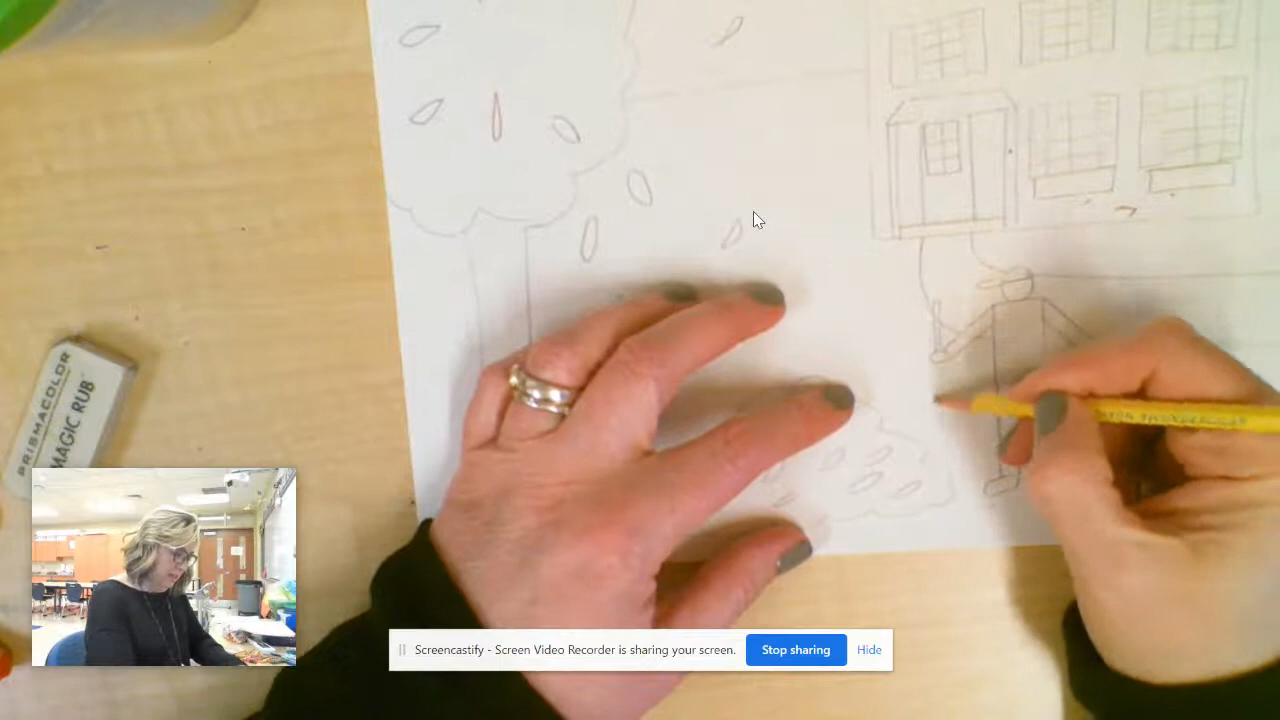 PRISMACOLOR
MAGIC RUB
Screencastify - Screen Video Recorder is sharing your screen.
Stop sharing
Hide